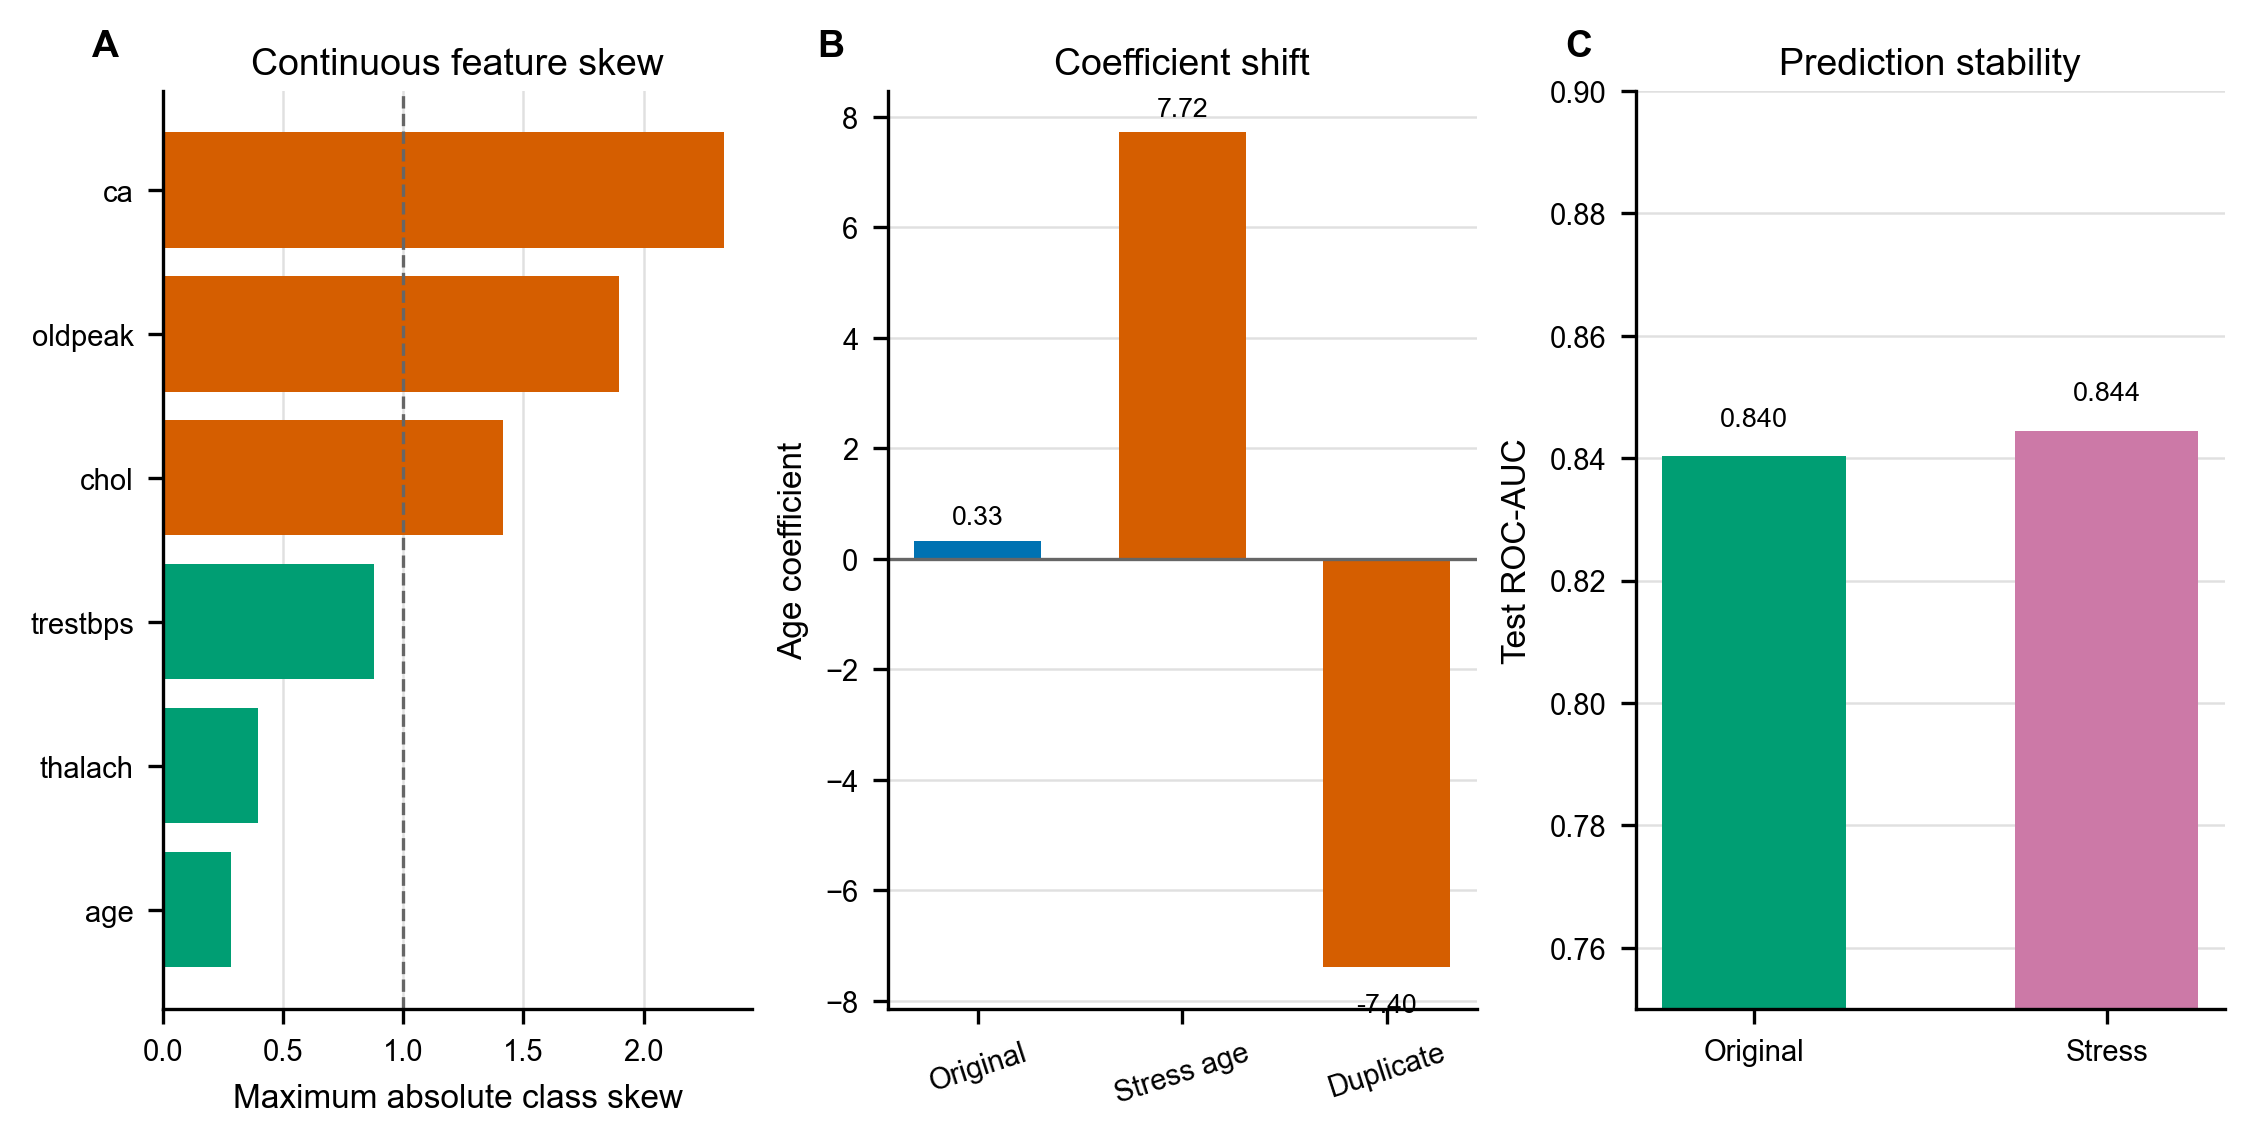 A
Continuous feature skew
ca
oldpeak
chol
trestbps
thalach
age
0.0 0.5 1.0 1.5 2.0
Maximum absolute class skew
B
Coefficient shift
Age coefficient
8
6
4
2
0
−2
−4
−6
−8
0.33
7.72
-7.40
Original Stress age Duplicate
C
Prediction stability
Test ROC-AUC
0.90
0.88
0.86
0.84
0.82
0.80
0.78
0.76
0.840
0.844
Original Stress